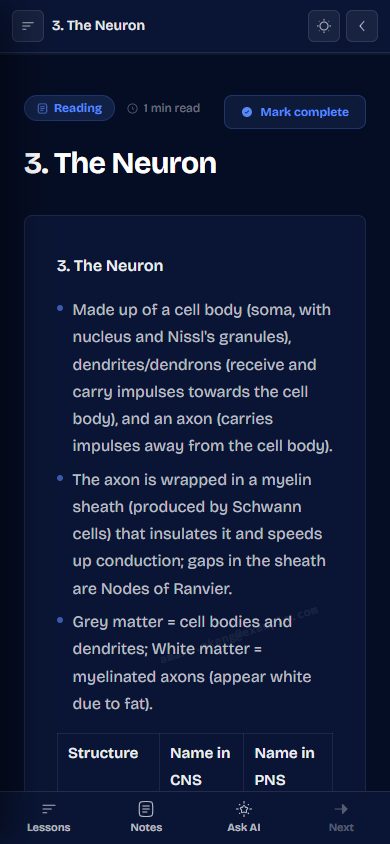 3. The Neuron
Reading
1 min read
Mark complete
3. The Neuron
3. The Neuron
Made up of a cell body (soma, with
nucleus and Nissl's granules),
dendrites/dendrons (receive and
carry impulses towards the cell
body), and an axon (carries
impulses away from the cell body).
The axon is wrapped in a myelin
sheath (produced by Schwann
cells) that insulates it and speeds
up conduction; gaps in the sheath
are Nodes of Ranvier.
Grey matter = cell bodies and
dendrites; White matter =
myelinated axons (appear white
due to fat).
Structure
Name in
CNS
Name in
PNS
Lessons
Notes
Ask AI
Next